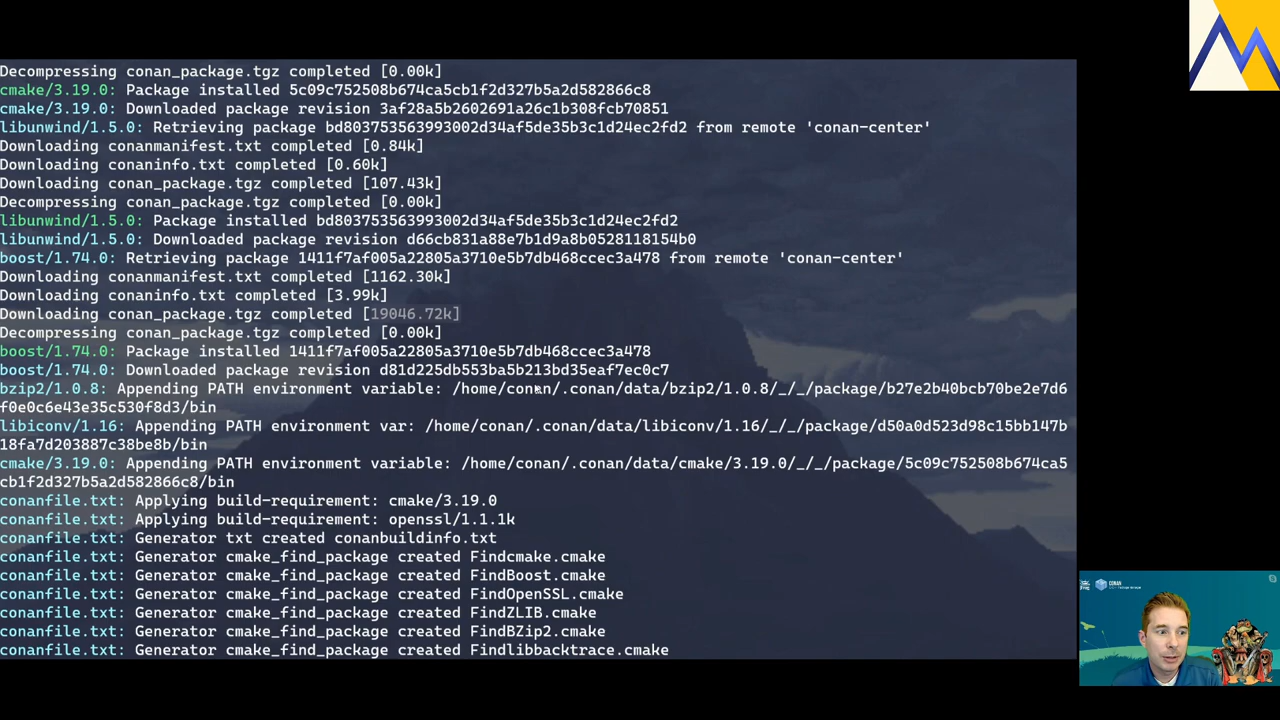 Decompressing conan_package.tgz completed [0.00k]
cmake/3.19.0: Package installed 5c09c752508b674ca5cb1f2d327b5a2d582866c8
cmake/3.19.0: Downloaded package revision 3af28a5b2602691a26c1b308fcb70851
libunwind/1.5.0: Retrieving package bd803753563993002d34af5de35b3c1d24ec2fd2 from remote 'conan-center'
Downloading conanmanifest.txt completed [0.84k]
Downloading conaninfo.txt completed [0.60k]
Downloading conan_package.tgz completed [107.43k]
Decompressing conan_package.tgz completed [0.00k]
libunwind/1.5.0: Package installed bd803753563993002d34af5de35b3c1d24ec2fd2
libunwind/1.5.0: Downloaded package revision d66cb831a88e7b1d9a8b0528118154b0
boost/1.74.0: Retrieving package 1411f7af005a22805a3710e5b7db468ccec3a478 from remote 'conan-center'
Downloading conanmanifest.txt completed [1162.30k]
Downloading conaninfo.txt completed [3.99k]
Downloading conan_package.tgz completed [19046.72k]
Decompressing conan_package.tgz completed [0.00k]
boost/1.74.0: Package installed 1411f7af005a22805a3710e5b7db468ccec3a478
boost/1.74.0: Downloaded package revision d81d225db553ba5b213bd35eaf7ec0c7
bzip2/1.0.8: Appending PATH environment variable: /home/conan/.conan/data/bzip2/1.0.8/_/_/package/b27e2b40bcb70be2e7d6
f0e0c6e43e35c530f8d3/bin
libiconv/1.16: Appending PATH environment var: /home/conan/.conan/data/libiconv/1.16/_/_/package/d50a0d523d98c15bb147b
18fa7d203887c38be8b/bin
cmake/3.19.0: Appending PATH environment variable: /home/conan/.conan/data/cmake/3.19.0/_/_/package/5c09c752508b674ca5
cb1f2d327b5a2d582866c8/bin
conanfile.txt: Applying build-requirement: cmake/3.19.0
conanfile.txt: Applying build-requirement: openssl/1.1.1k
conanfile.txt: Generator txt created conanbuildinfo.txt
conanfile.txt: Generator cmake_find_package created Findcmake.cmake
conanfile.txt: Generator cmake_find_package created FindBoost.cmake
conanfile.txt: Generator cmake_find_package created FindOpenSSL.cmake
conanfile.txt: Generator cmake_find_package created FindZLIB.cmake
conanfile.txt: Generator cmake_find_package created FindBZip2.cmake
conanfile.txt: Generator cmake_find_package created Findlibbacktrace.cmake
CONAN